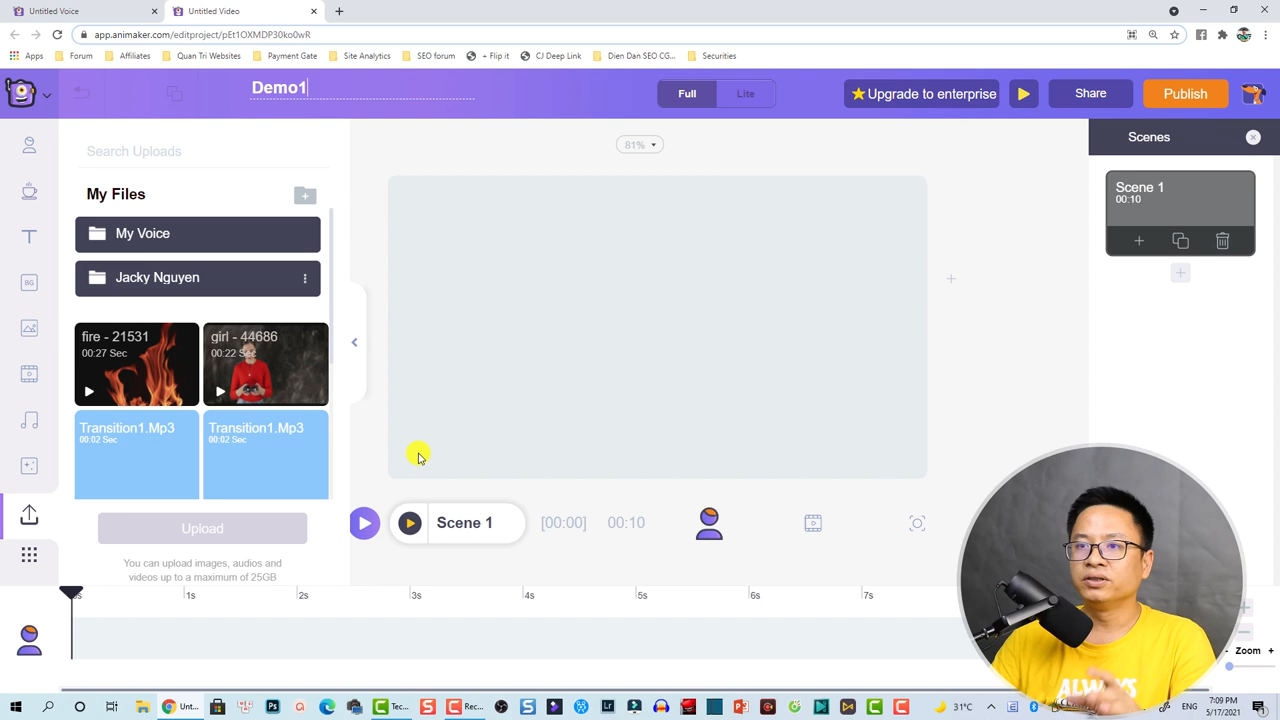 Untitled Voice
Untitled Video
app.animaker.com/editproject/pEt1OXMDP30ko0wR
Apps
Forum
Affiliates
Quan Tri Websites
Payment Gate
Site Analytics
SEO forum
+ Flip it
CJ Deep Link
Dien Dan SEO CG...
Securities
Demo1
Full
Lite
Upgrade to enterprise
Share
Publish
Search Uploads
81%
Scenes
My Files
Scene 1
00:10
My Voice
Jacky Nguyen
fire - 21531
00:27 Sec
girl - 44686
00:22 Sec
Transition1.Mp3
00:02 Sec
Transition1.Mp3
00:02 Sec
Upload
Scene 1
[00:00]
00:10
You can upload images, audios and
videos up to a maximum of 25GB
1s
2s
3s
4s
5s
6s
7s
- Zoom +
ALWAYS
Unt...
Tec...
Rec...
31°C
7:09 PM
5/17/2021